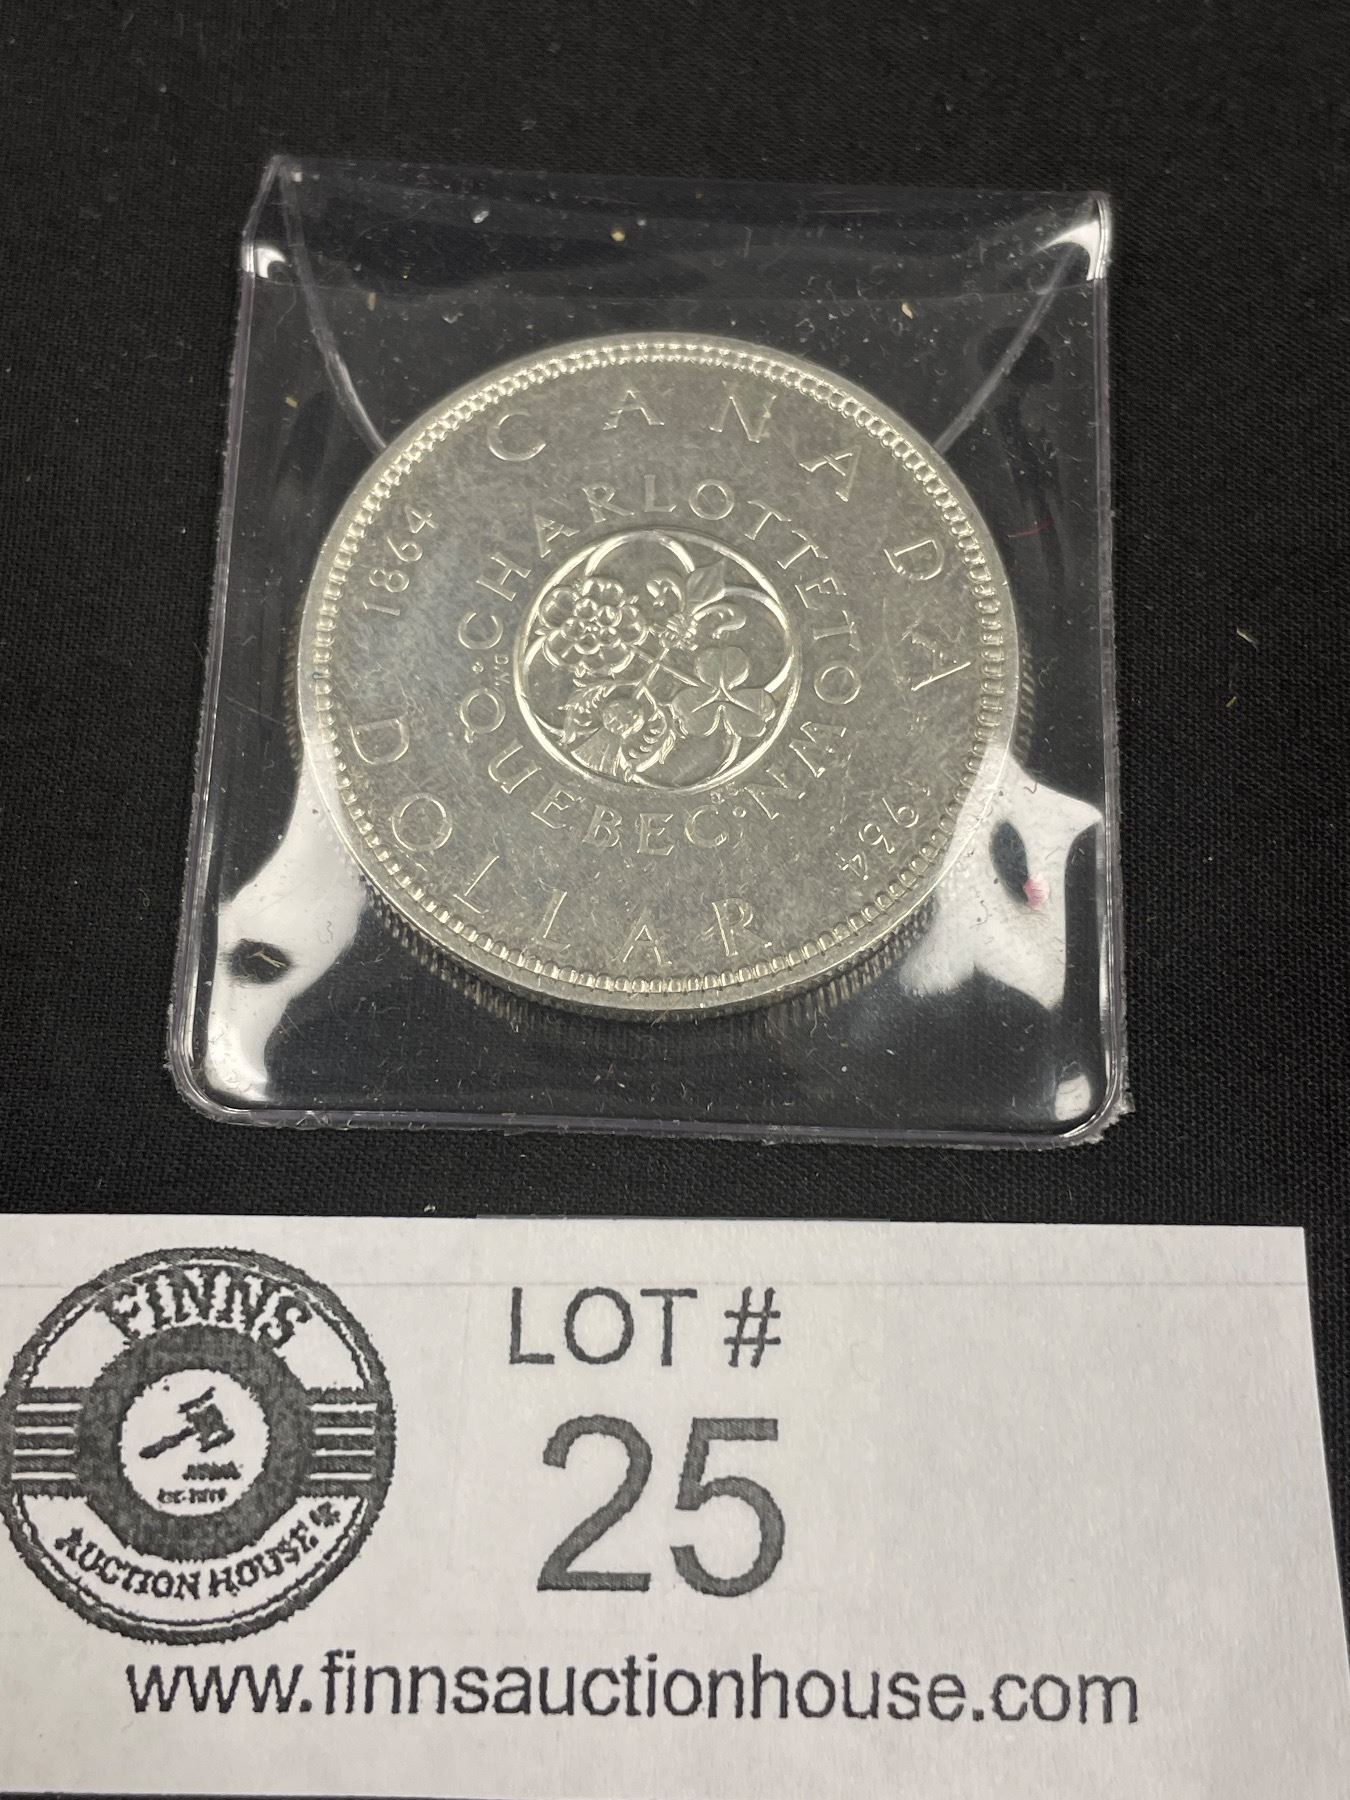 CANADA
1864
1964
DOLLAR
CHARLOTTETOWN
QUEBEC
LOT #
25
FINNS
AUCTION HOUSE
www.finnsauctionhouse.com